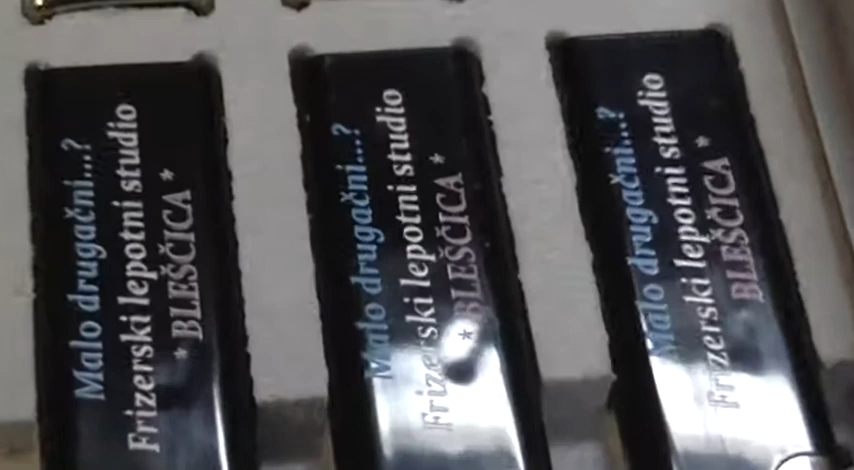 Malo drugačni...?
Frizerski lepotni studio
* BLEŠČICA *
Malo drugačni...?
Frizerski lepotni studio
* BLEŠČICA *
Malo drugačni...?
Frizerski lepotni studio
BLEŠČICA *